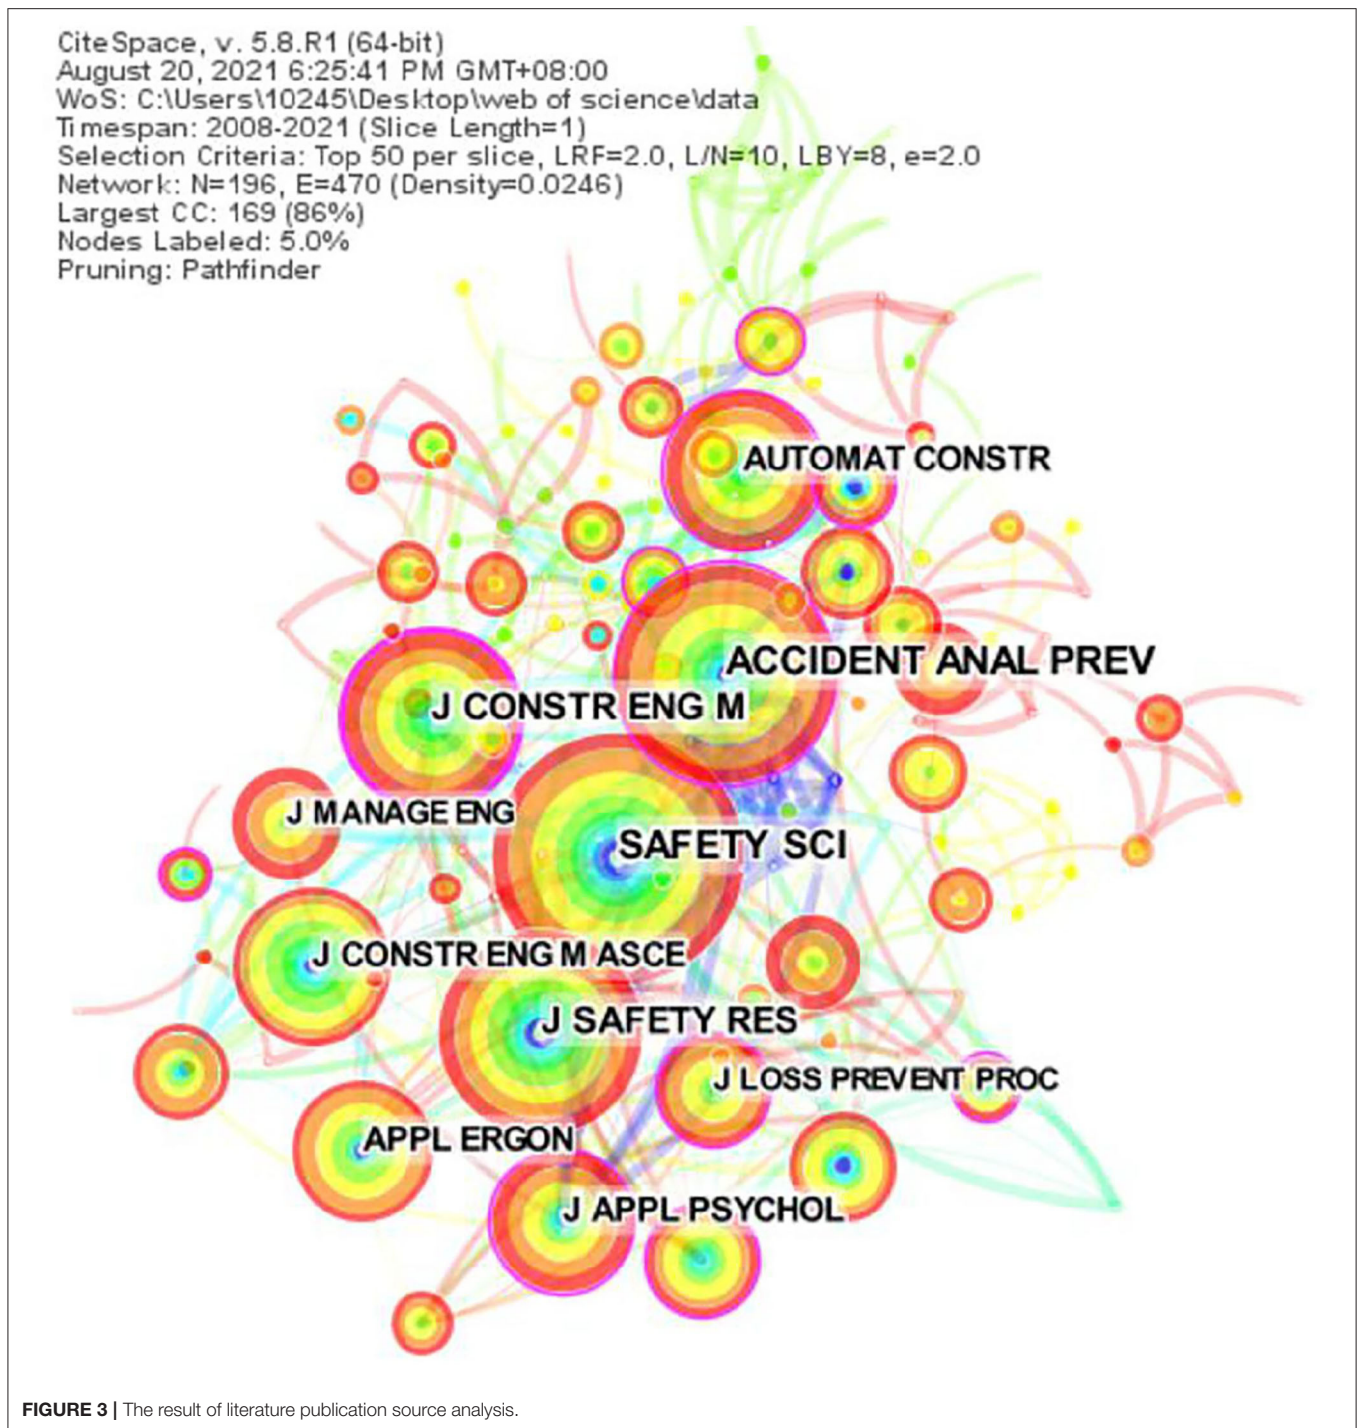 CiteSpace, v. 5.8.R1 (64-bit)
August 20, 2021 6:25:41 PM GMT+08:00
WoS: C:\Users\10245\Desktop\web of science\data
Timespan: 2008-2021 (Slice Length=1)
Selection Criteria: Top 50 per slice, LRF=2.0, L/N=10, LBY=8, e=2.0
Network: N=196, E=470 (Density=0.0246)
Largest CC: 169 (86%)
Nodes Labeled: 5.0%
Pruning: Pathfinder
AUTOMAT CONSTR
ACCIDENT ANAL PREV
J CONSTR ENG M
J MANAGE ENG
SAFETY SCI
J CONSTR ENG M ASCE
J SAFETY RES
J LOSS PREVENT PROC
APPL ERGON
J APPL PSYCHOL
FIGURE 3 | The result of literature publication source analysis.